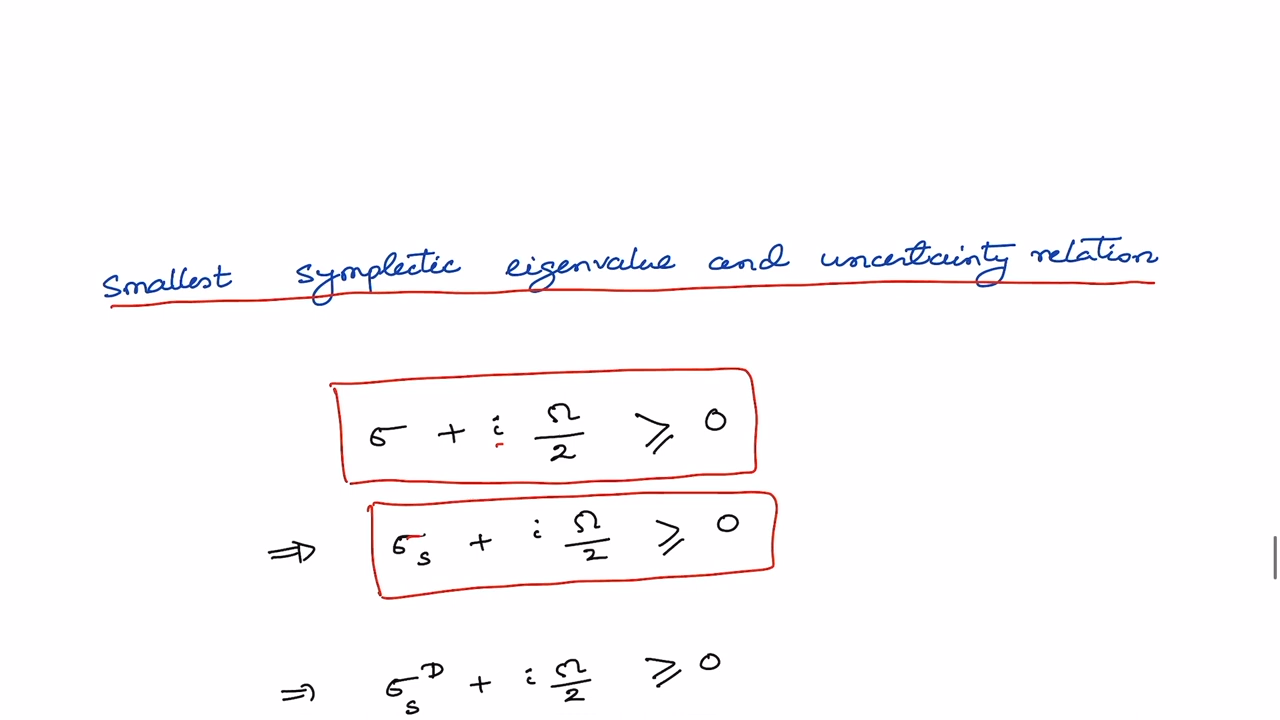 Smallest symplectic eigenvalue and uncertainty relation
σ + i Ω/2 ⩾ 0
⇒ σ_S + i Ω/2 ⩾ 0
⇒ σ_S^D + i Ω/2 ⩾ 0